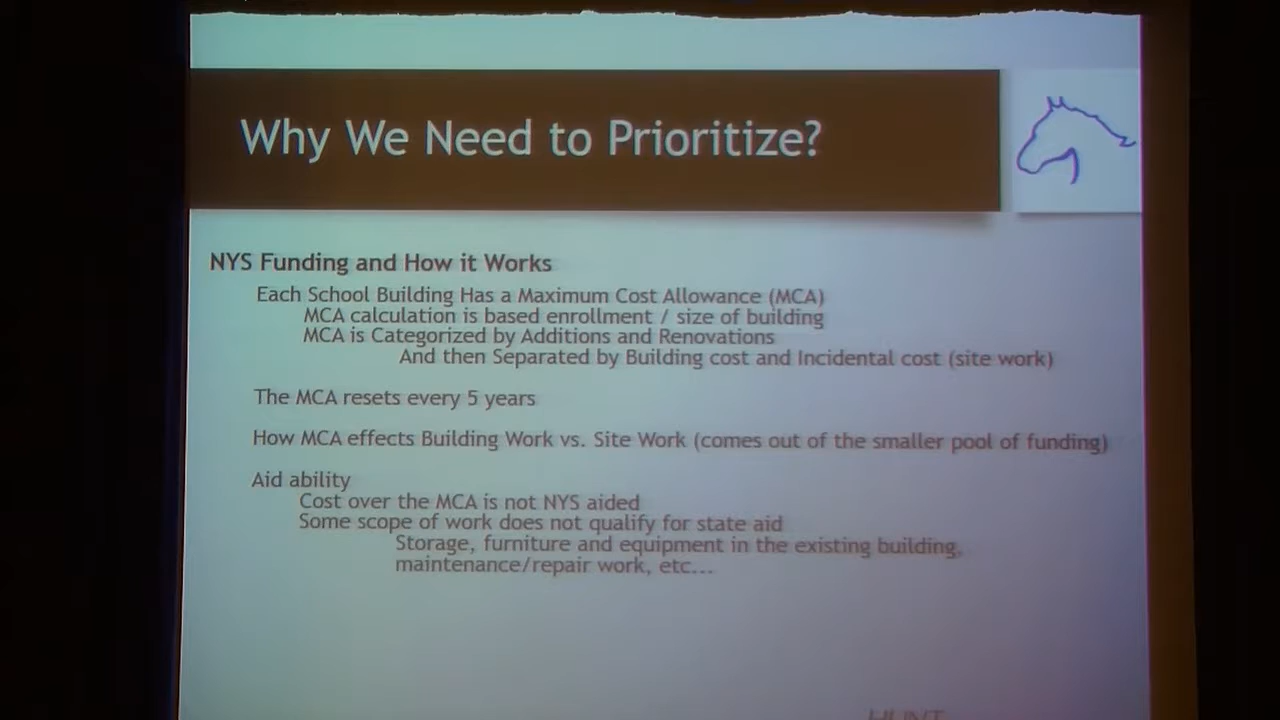 Why We Need to Prioritize?
NYS Funding and How it Works
Each School Building Has a Maximum Cost Allowance (MCA)
MCA calculation is based enrollment / size of building
MCA is Categorized by Additions and Renovations
And then Separated by Building cost and Incidental cost (site work)
The MCA resets every 5 years
How MCA effects Building Work vs. Site Work (comes out of the smaller pool of funding)
Aid ability
Cost over the MCA is not NYS aided
Some scope of work does not qualify for state aid
Storage, furniture and equipment in the existing building,
maintenance/repair work, etc...
HUNT